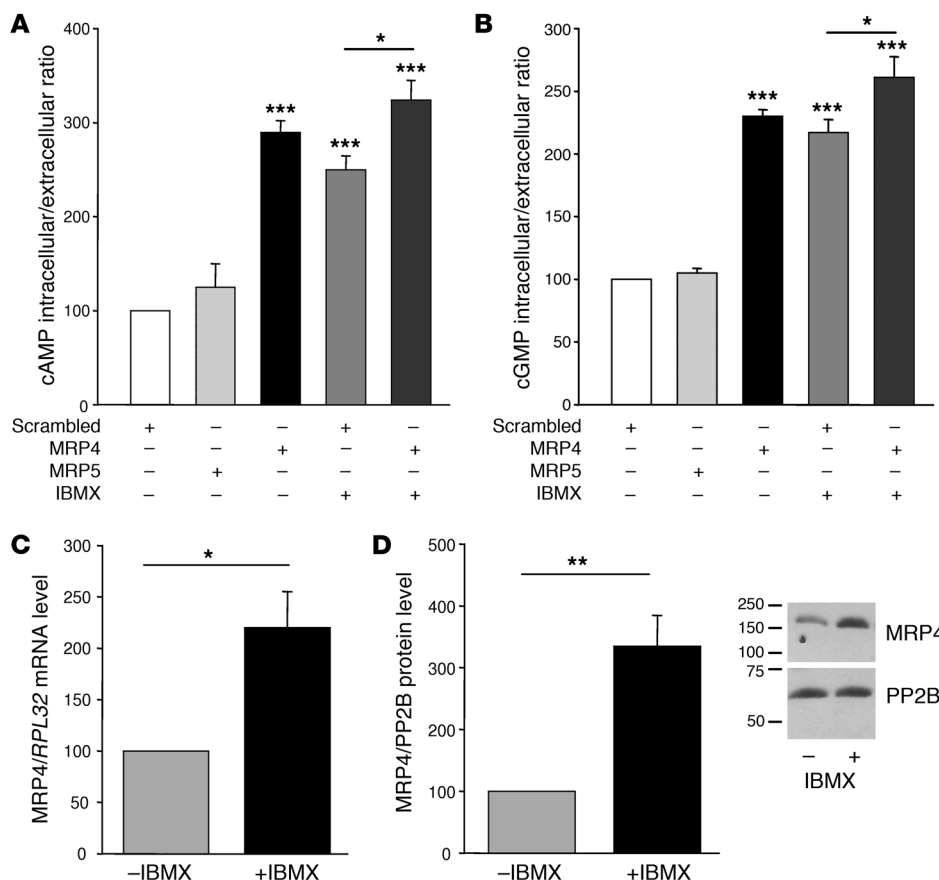 A
cAMP intracellular/extracellular ratio
400
300
200
100
0
*
***
***
***
Scrambled + – – + –
MRP4 – – + – +
MRP5 – + – – –
IBMX – – – + +
B
cGMP intracellular/extracellular ratio
300
250
200
150
100
50
0
*
***
***
***
Scrambled + – – + –
MRP4 – – + – +
MRP5 – + – – –
IBMX – – – + +
C
MRP4/RPL32 mRNA level
300
250
200
150
100
50
0
*
–IBMX +IBMX
D
MRP4/PP2B protein level
500
400
300
200
100
0
**
–IBMX +IBMX
250
150
100
MRP4
75
50
PP2B
– +
IBMX